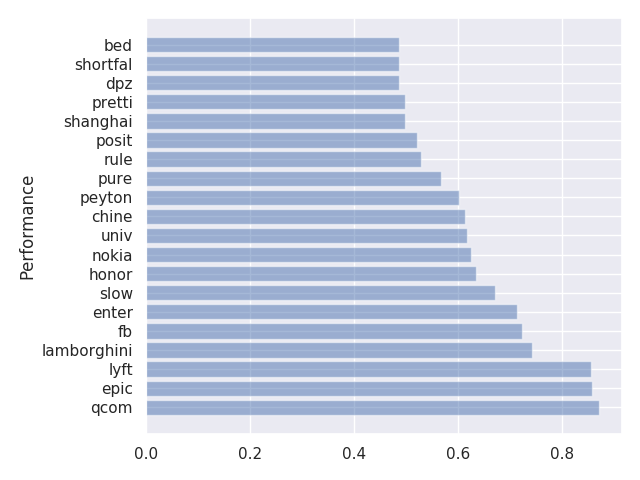 bed
shortfal
dpz
pretti
shanghai
posit
rule
pure
peyton
chine
univ
nokia
honor
slow
enter
fb
lamborghini
lyft
epic
qcom
Performance
0.0 0.2 0.4 0.6 0.8